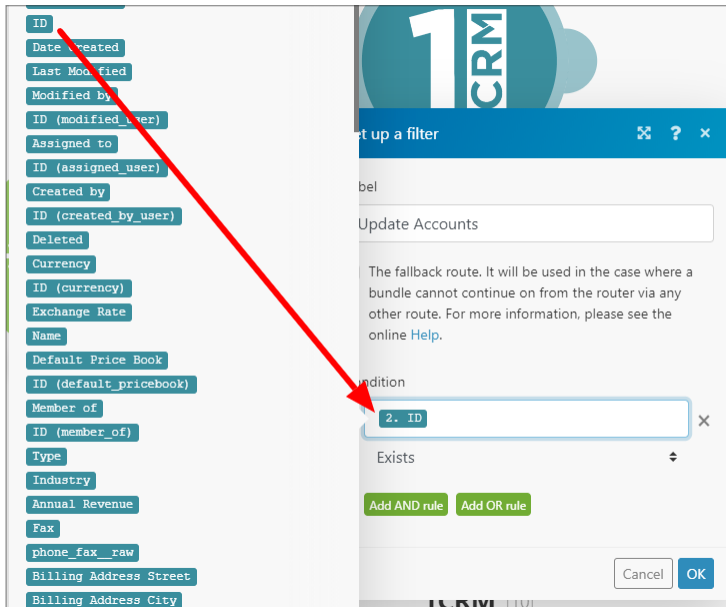 ID
Date Created
Last Modified
Modified by
ID (modified_user)
Assigned to
ID (assigned_user)
Created by
ID (created_by_user)
Deleted
Currency
ID (currency)
Exchange Rate
Name
Default Price Book
ID (default_pricebook)
Member of
ID (member_of)
Type
Industry
Annual Revenue
Fax
phone_fax__raw
Billing Address Street
Billing Address City
1CRM
et up a filter
bel
Update Accounts
The fallback route. It will be used in the case where a
bundle cannot continue on from the router via any
other route. For more information, please see the
online Help.
ndition
2. ID
Exists
Add AND rule Add OR rule
Cancel OK
1CRM [10]